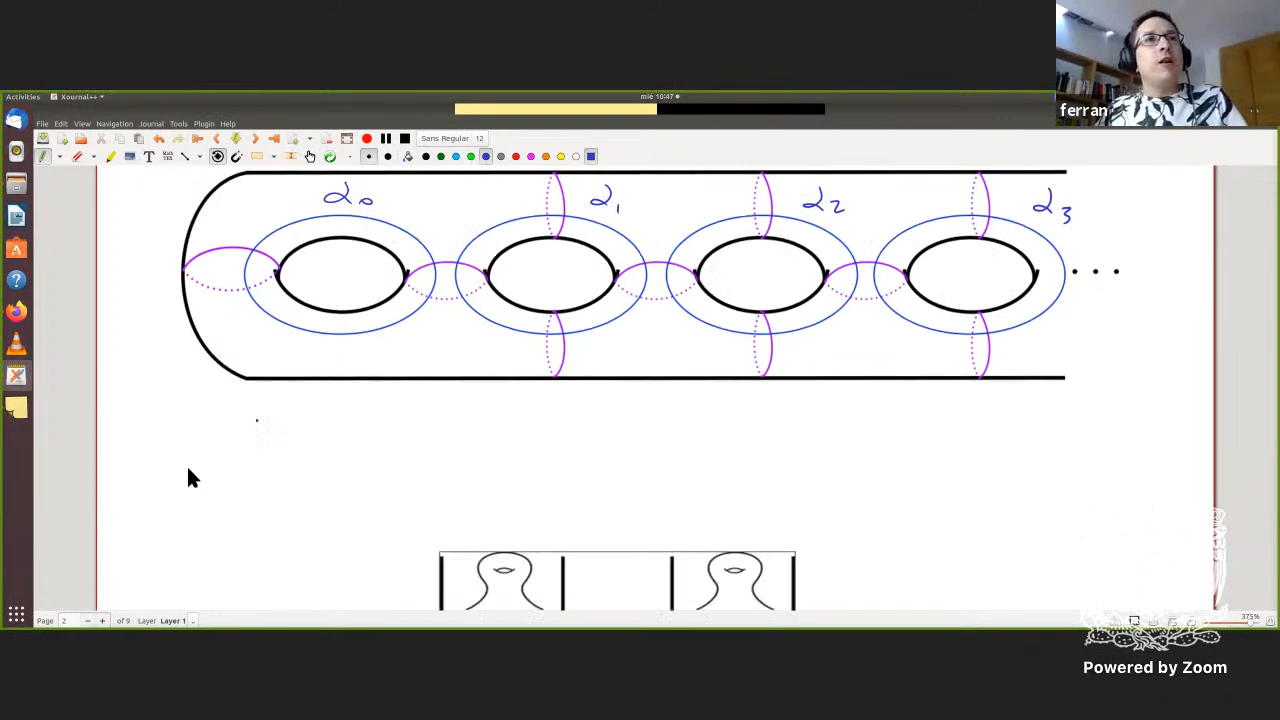 ferran
Activities Xournal++ mié 10:47
File Edit View Navigation Journal Tools Plugin Help
Sans Regular 12
α₀ α₁ α₂ α₃
Page 2 of 9 Layer Layer 1 375%
Powered by Zoom